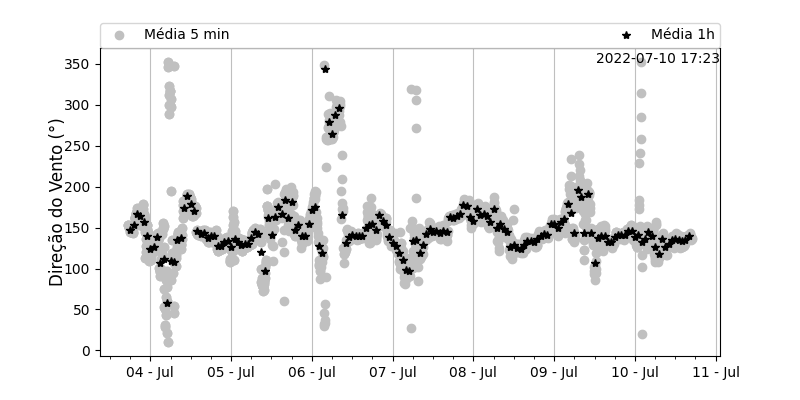 Média 5 min
Média 1h
2022-07-10 17:23
Direção do Vento (°)
350
300
250
200
150
100
50
0
04 - Jul
05 - Jul
06 - Jul
07 - Jul
08 - Jul
09 - Jul
10 - Jul
11 - Jul